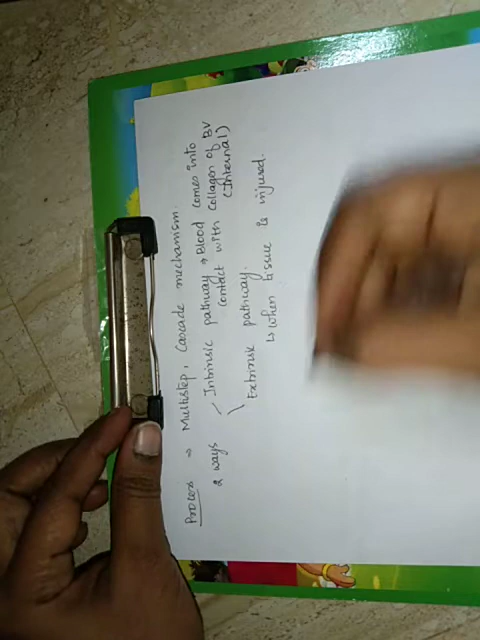 Process ⇒ Multistep, Cascade mechanism.
2 ways Intrinsic pathway → Blood comes into
contact with Collagen of BV
(Internal)
Extrinsic pathway.
↳ when tissue is injured.